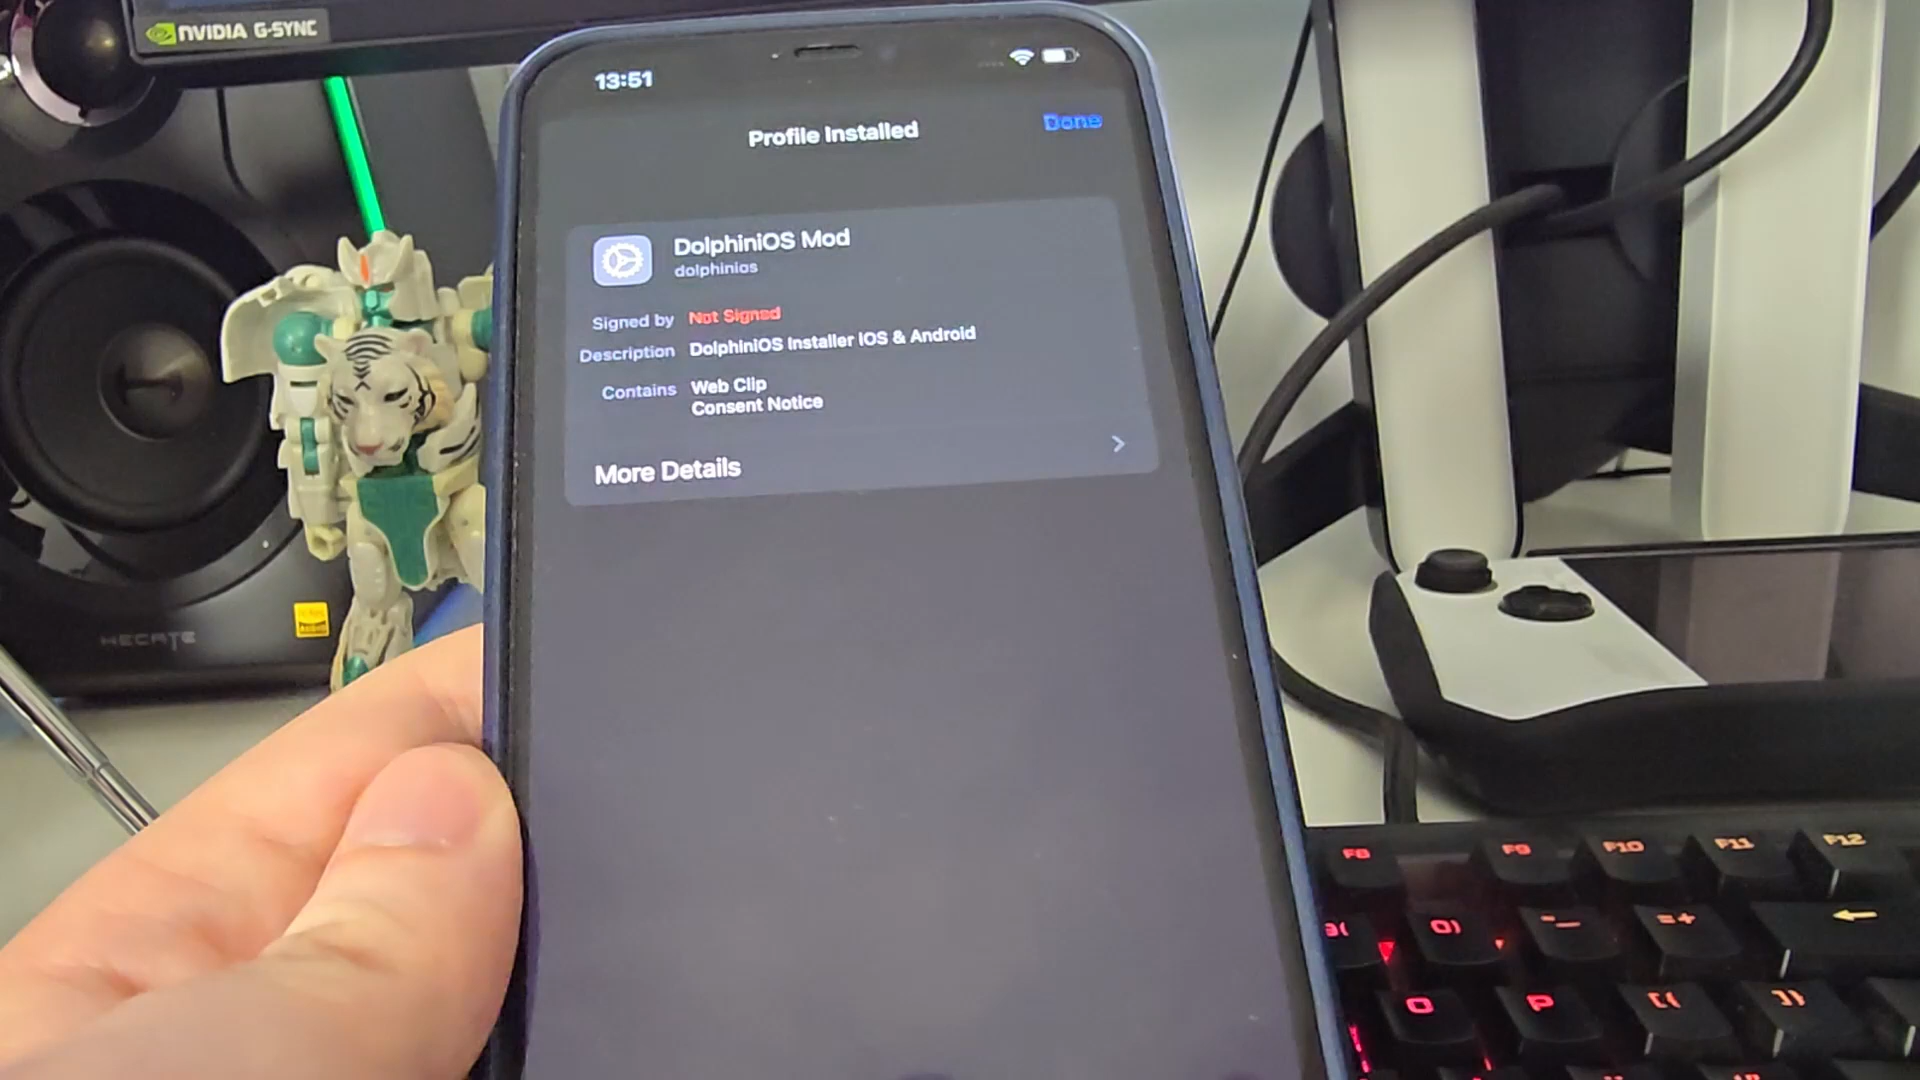 NVIDIA G-SYNC
13:51
Profile Installed
Done
DolphiniOS Mod
dolphinios
Signed by Not Signed
Description DolphiniOS Installer iOS & Android
Contains Web Clip
Consent Notice
More Details
HECATE
F8 F9 F10 F11 F12
O P